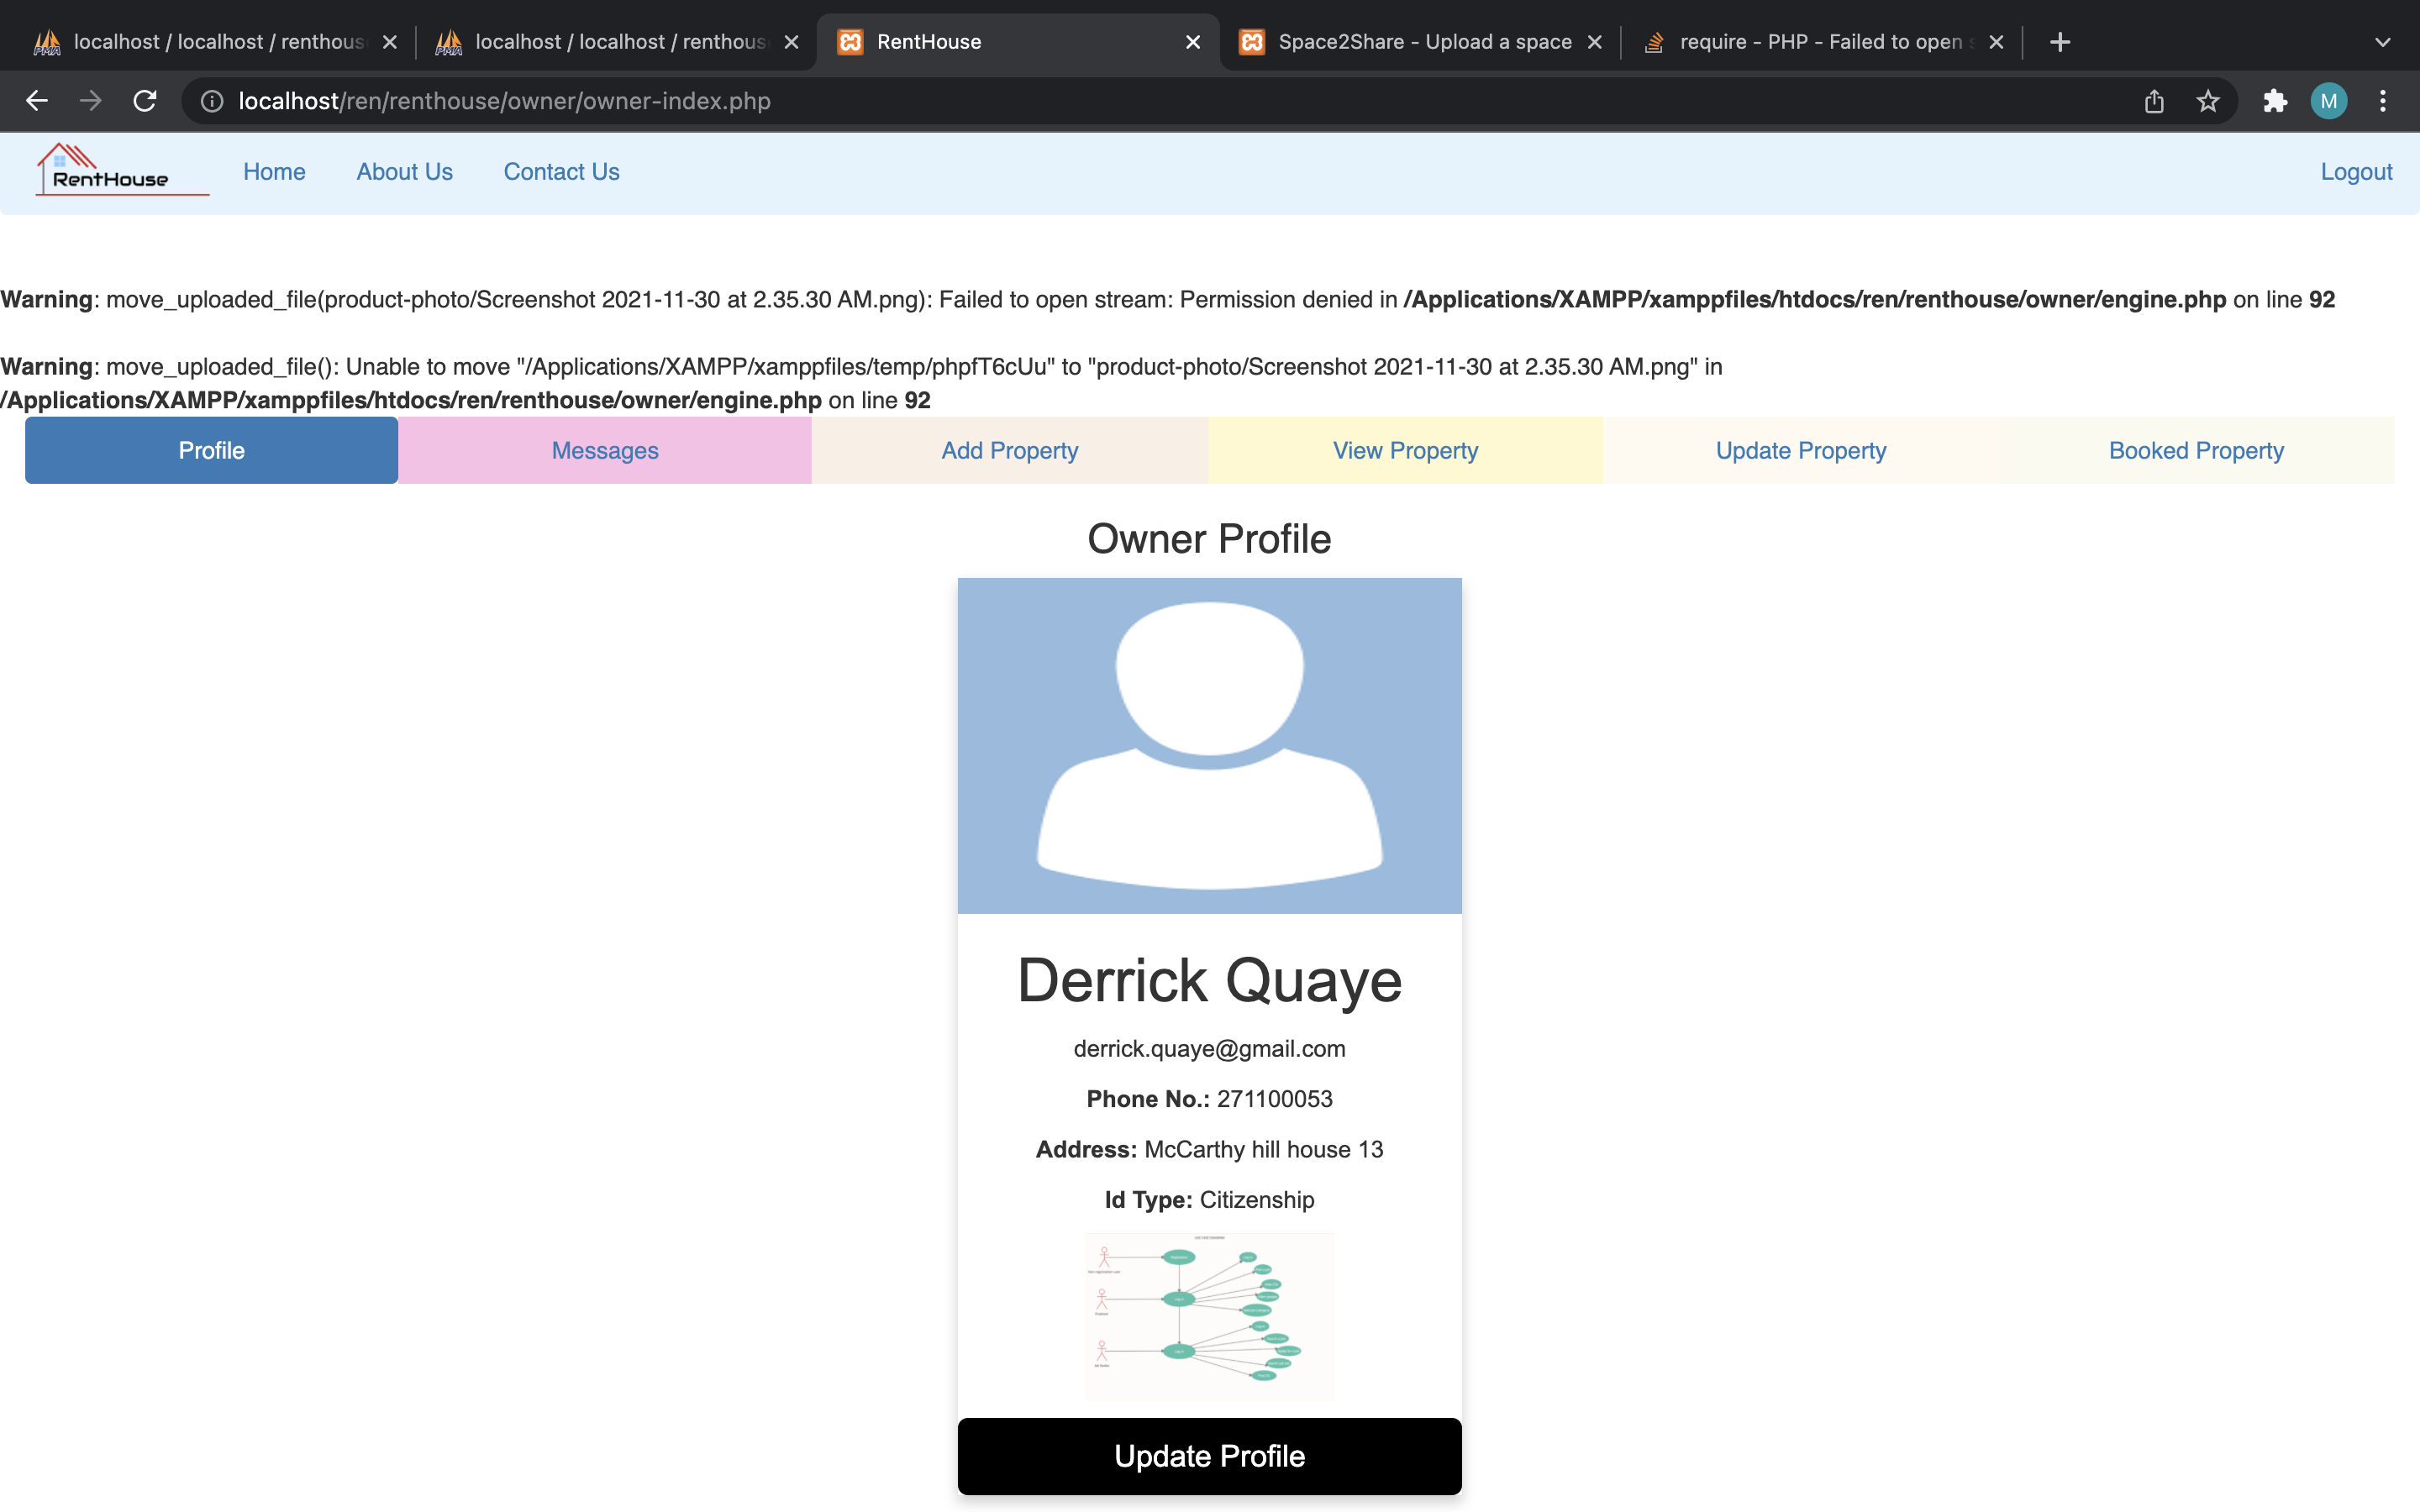 localhost / localhost / renthous
localhost / localhost / renthous
RentHouse
Space2Share - Upload a space
require - PHP - Failed to open s
localhost/ren/renthouse/owner/owner-index.php
M
RentHouse
Home
About Us
Contact Us
Logout
Warning: move_uploaded_file(product-photo/Screenshot 2021-11-30 at 2.35.30 AM.png): Failed to open stream: Permission denied in /Applications/XAMPP/xamppfiles/htdocs/ren/renthouse/owner/engine.php on line 92
Warning: move_uploaded_file(): Unable to move "/Applications/XAMPP/xamppfiles/temp/phpfT6cUu" to "product-photo/Screenshot 2021-11-30 at 2.35.30 AM.png" in
/Applications/XAMPP/xamppfiles/htdocs/ren/renthouse/owner/engine.php on line 92
Profile
Messages
Add Property
View Property
Update Property
Booked Property
Owner Profile
Derrick Quaye
derrick.quaye@gmail.com
Phone No.: 271100053
Address: McCarthy hill house 13
Id Type: Citizenship
Update Profile